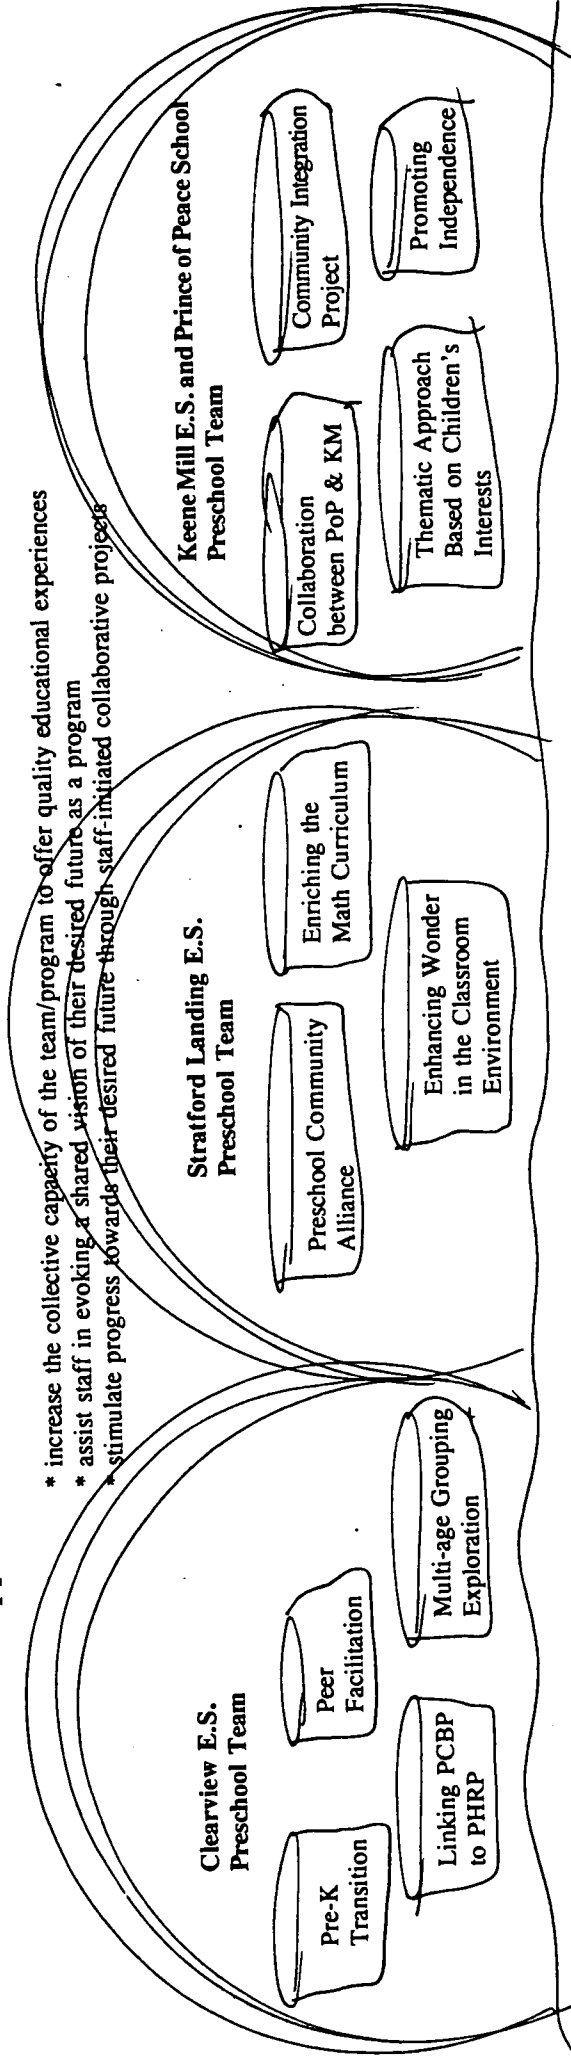 * increase the collective capacity of the team/program to offer quality educational experiences
* assist staff in evoking a shared vision of their desired future as a program
* stimulate progress towards their desired future through staff-initiated collaborative projects
Clearview E.S.
Preschool Team
Pre-K
Transition
Peer
Facilitation
Linking PCBP
to PHRP
Multi-age Grouping
Exploration
Stratford Landing E.S.
Preschool Team
Preschool Community
Alliance
Enriching the
Math Curriculum
Enhancing Wonder
in the Classroom
Environment
Keene Mill E.S. and Prince of Peace School
Preschool Team
Collaboration
between PoP & KM
Community Integration
Project
Thematic Approach
Based on Children's
Interests
Promoting
Independence